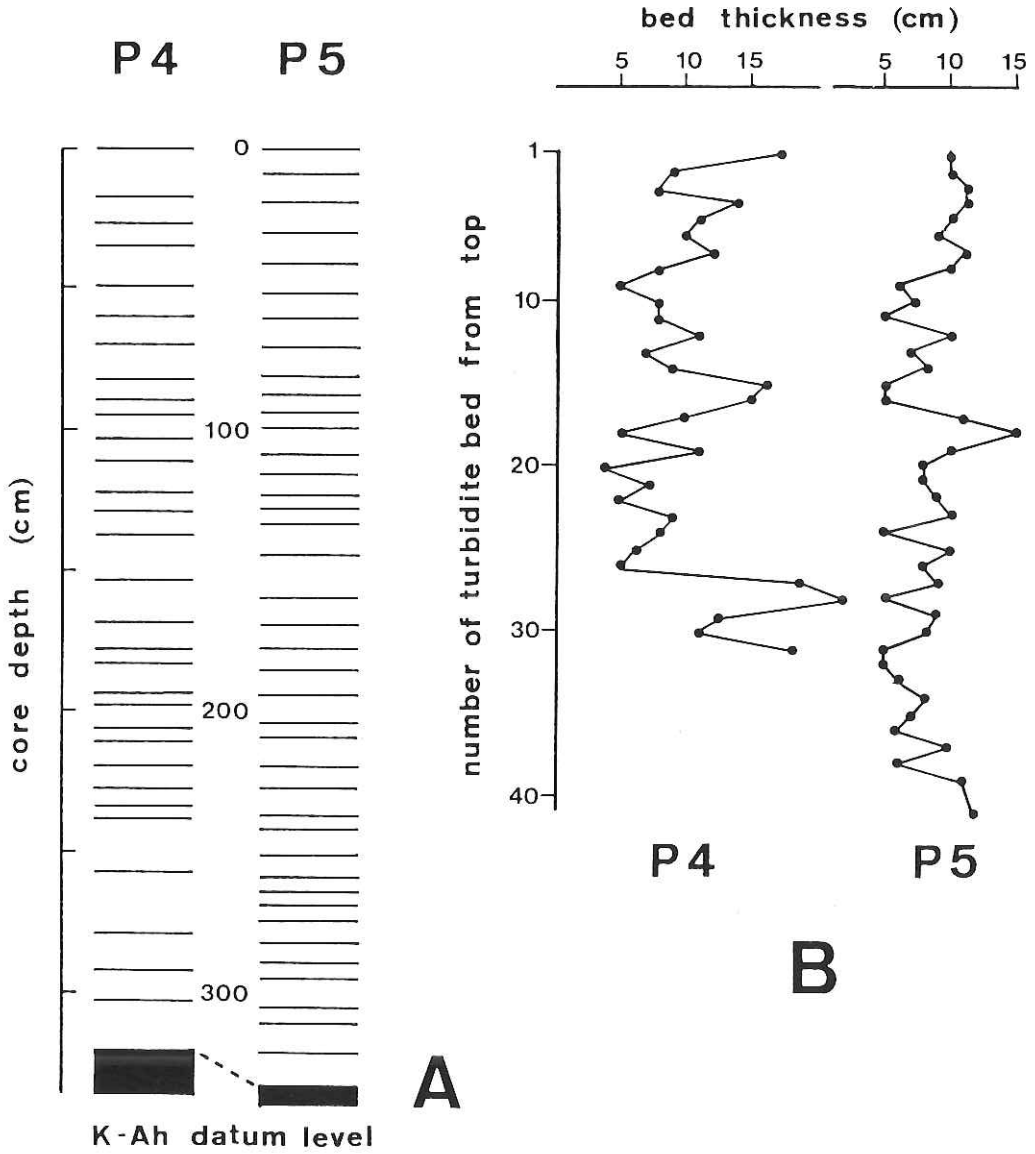 bed thickness (cm)
P4 P5
5 10 15 5 10 15
0
100
200
300
core depth (cm)
K-Ah datum level
A
number of turbidite bed from top
1
10
20
30
40
P4 P5
B